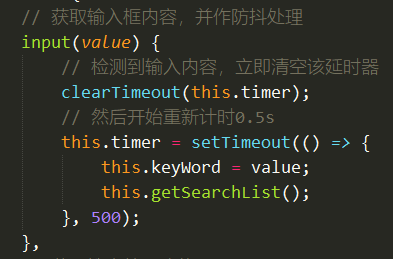 // 获取输入框内容，并作防抖处理
input(value) {
// 检测到输入内容，立即清空该延时器
clearTimeout(this.timer);
// 然后开始重新计时0.5s
this.timer = setTimeout(() => {
this.keyWord = value;
this.getSearchList();
}, 500);
},